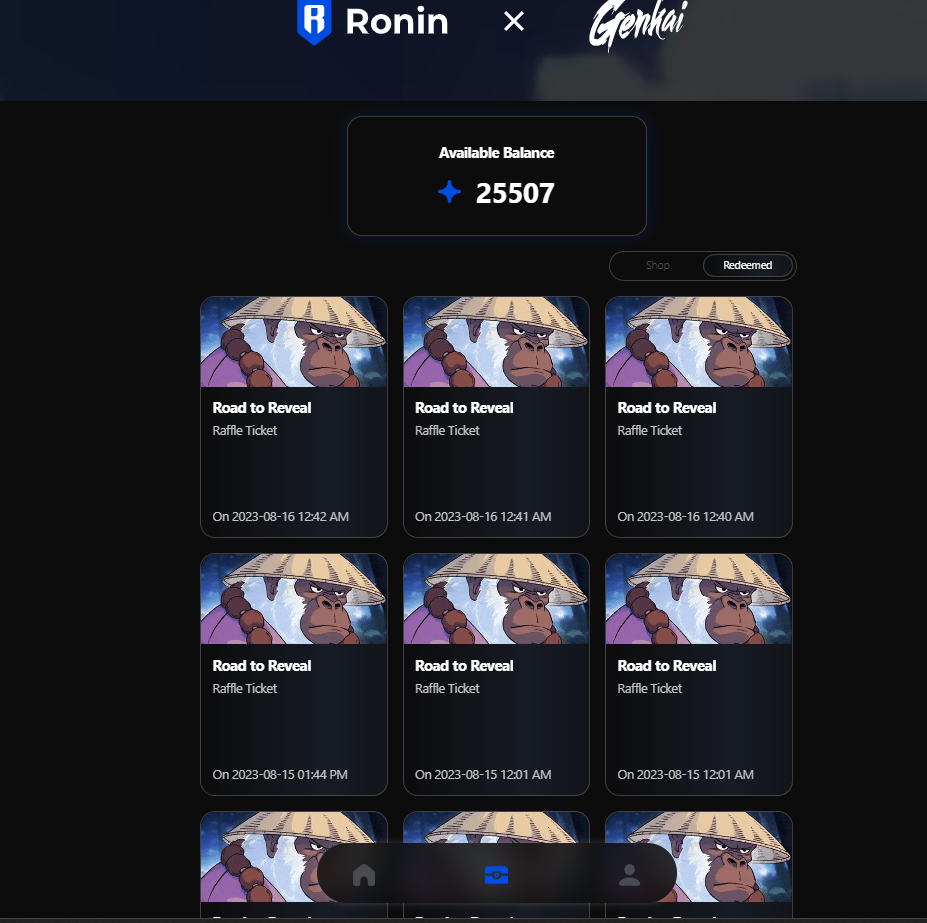 Ronin × Genkai
Available Balance
25507
Shop Redeemed
Road to Reveal Road to Reveal Road to Reveal
Raffle Ticket Raffle Ticket Raffle Ticket
On 2023-08-16 12:42 AM On 2023-08-16 12:41 AM On 2023-08-16 12:40 AM
Road to Reveal Road to Reveal Road to Reveal
Raffle Ticket Raffle Ticket Raffle Ticket
On 2023-08-15 01:44 PM On 2023-08-15 12:01 AM On 2023-08-15 12:01 AM